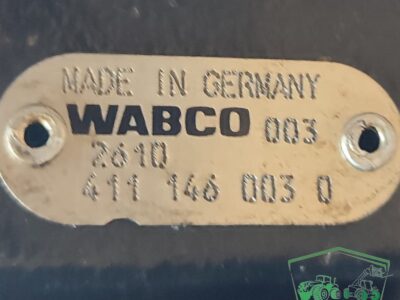 MADE IN GERMANY
WABCO 003
2610
411 146 003 0